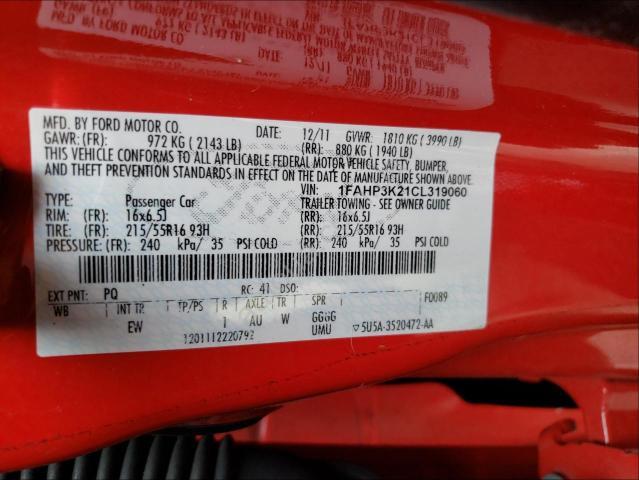 MFD. BY FORD MOTOR CO. DATE: 12/11 GVWR: 1810 KG ( 3990 LB)
GAWR: (FR): 972 KG ( 2143 LB) (RR): 880 KG ( 1940 LB)
THIS VEHICLE CONFORMS TO ALL APPLICABLE FEDERAL MOTOR VEHICLE SAFETY, BUMPER,
AND THEFT PREVENTION STANDARDS IN EFFECT ON THE DATE OF MANUFACTURE SHOWN ABOVE.
VIN: 1FAHP3K21CL319060
TYPE: Passenger Car TRAILER TOWING - SEE OWNER GUIDE
RIM: (FR): 16x6.5J (RR): 16x6.5J
TIRE: (FR): 215/55R16 93H (RR): 215/55R16 93H
PRESSURE: (FR): 240 kPa/ 35 PSI COLD (RR): 240 kPa/ 35 PSI COLD
EXT PNT: PQ RC: 41 DSO: F0089
WB INT TR TP/PS R AXLE TR SPR
EW 1 AU W GGGG
UMU ▽5U5A-3520472-AA
1201112220792